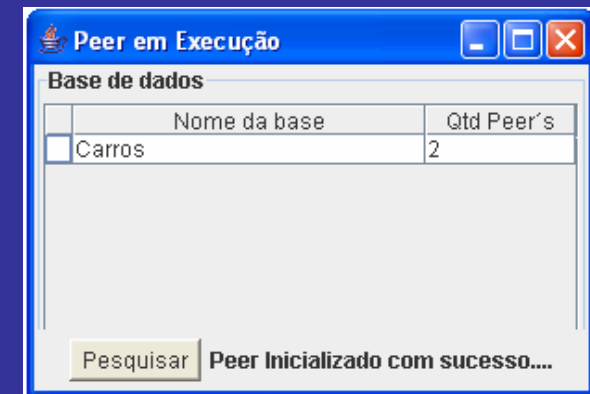 Peer em Execução
Base de dados
Nome da base Qtd Peer´s
Carros 2
Pesquisar Peer Inicializado com sucesso....